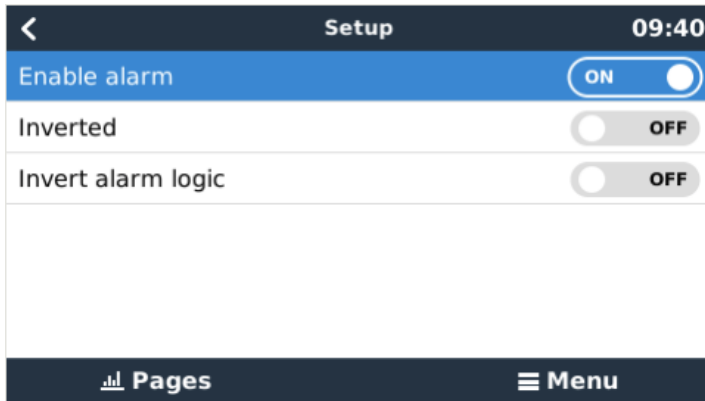 Setup 09:40
Enable alarm ON
Inverted OFF
Invert alarm logic OFF
Pages Menu